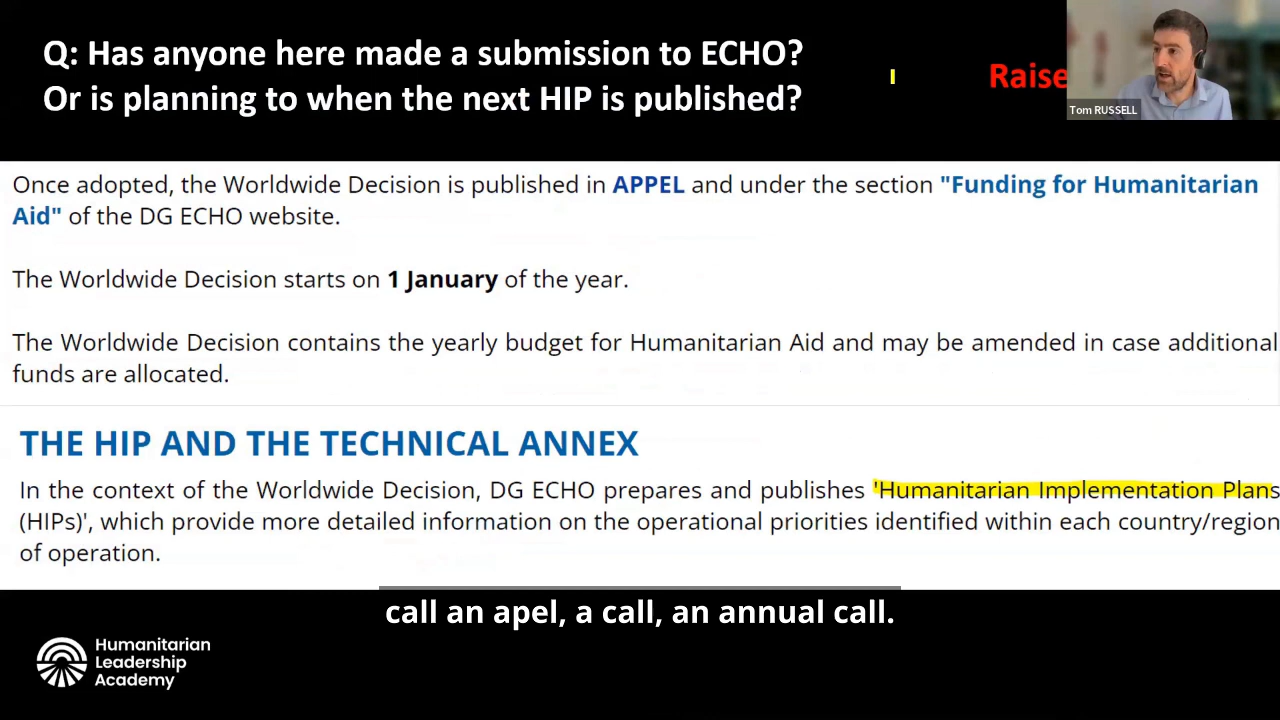 Q: Has anyone here made a submission to ECHO?
Or is planning to when the next HIP is published?
Raise
Tom RUSSELL
Once adopted, the Worldwide Decision is published in APPEL and under the section "Funding for Humanitarian
Aid" of the DG ECHO website.
The Worldwide Decision starts on 1 January of the year.
The Worldwide Decision contains the yearly budget for Humanitarian Aid and may be amended in case additional
funds are allocated.
THE HIP AND THE TECHNICAL ANNEX
In the context of the Worldwide Decision, DG ECHO prepares and publishes 'Humanitarian Implementation Plans
(HIPs)', which provide more detailed information on the operational priorities identified within each country/region
of operation.
call an apel, a call, an annual call.
Humanitarian
Leadership
Academy